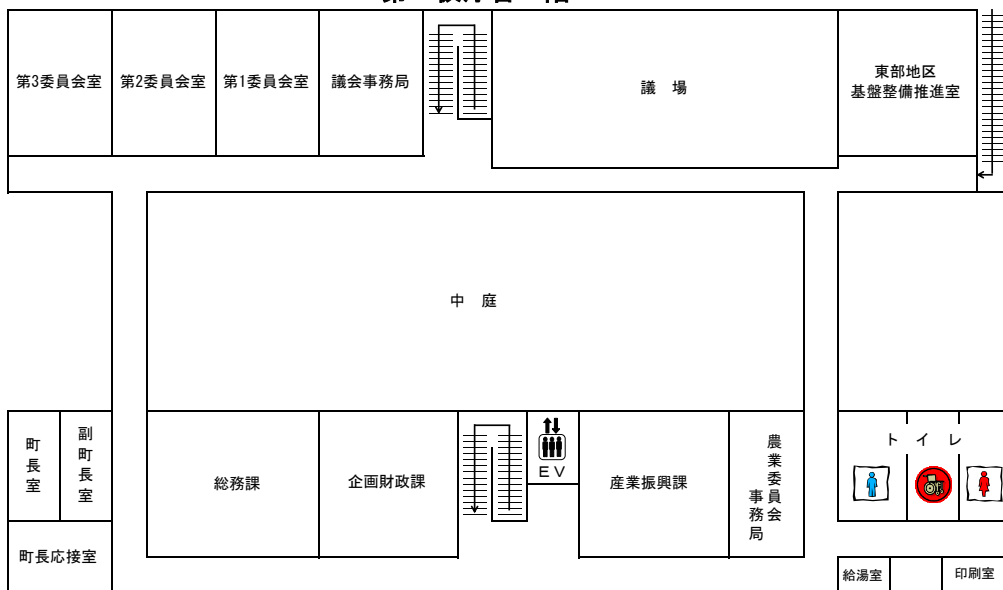 第3委員会室
第2委員会室
第1委員会室
議会事務局
議 場
東部地区
基盤整備推進室
中 庭
町長室
副町長室
総務課
企画財政課
EV
産業振興課
農業委員会
事務局
トイレ
町長応接室
給湯室
印刷室